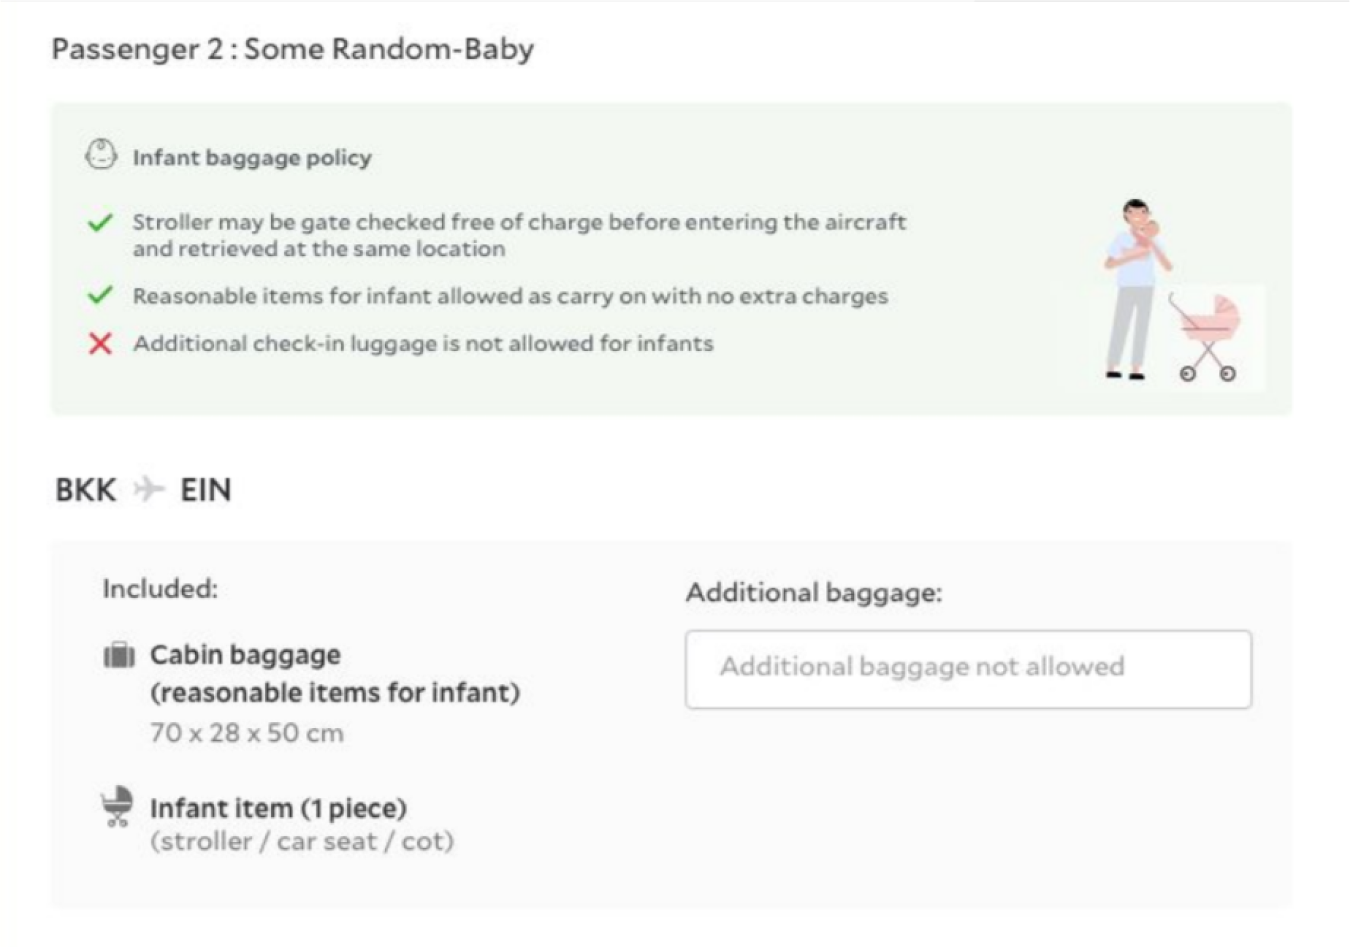 Passenger 2 : Some Random-Baby
Infant baggage policy
Stroller may be gate checked free of charge before entering the aircraft
and retrieved at the same location
Reasonable items for infant allowed as carry on with no extra charges
Additional check-in luggage is not allowed for infants
BKK EIN
Included:
Cabin baggage
(reasonable items for infant)
70 x 28 x 50 cm
Infant item (1 piece)
(stroller / car seat / cot)
Additional baggage:
Additional baggage not allowed